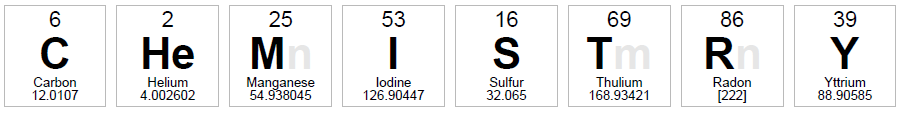 6 2 25 53 16 69 86 39
C He Mn I S Tm Rn Y
Carbon Helium Manganese Iodine Sulfur Thulium Radon Yttrium
12.0107 4.002602 54.938045 126.90447 32.065 168.93421 [222] 88.90585